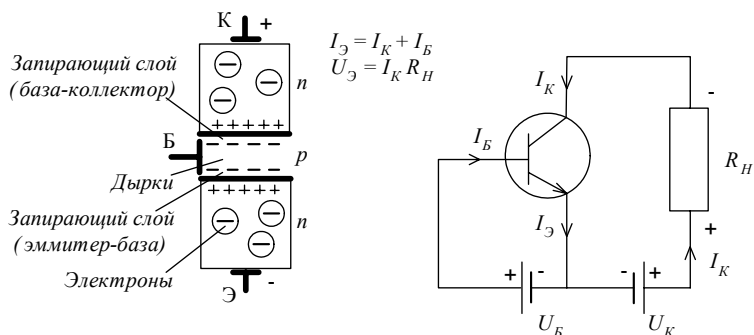 К +
Запирающий слой
(база-коллектор)
n
+ + + + +
Б
p
Дырки
+ + + + +
Запирающий слой
(эммитер-база)
n
Электроны
Э -
I_Э = I_К + I_Б
U_Э = I_К R_Н
I_К
-
I_Б
R_Н
I_Э
+
I_К
+ -
- +
U_Б
U_К